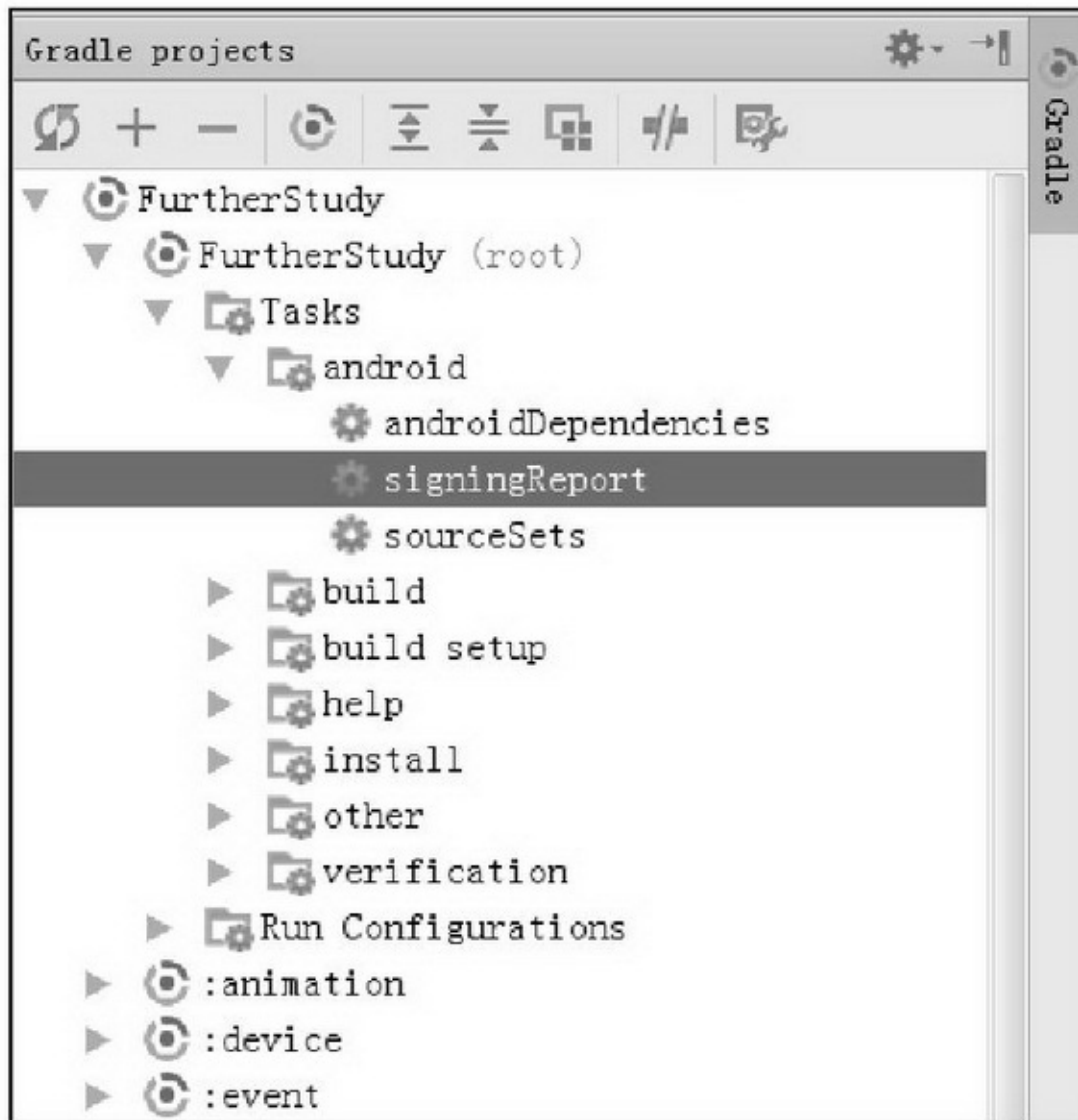 Gradle projects
Gradle
FurtherStudy
FurtherStudy (root)
Tasks
android
androidDependencies
signingReport
sourceSets
build
build setup
help
install
other
verification
Run Configurations
:animation
:device
:event